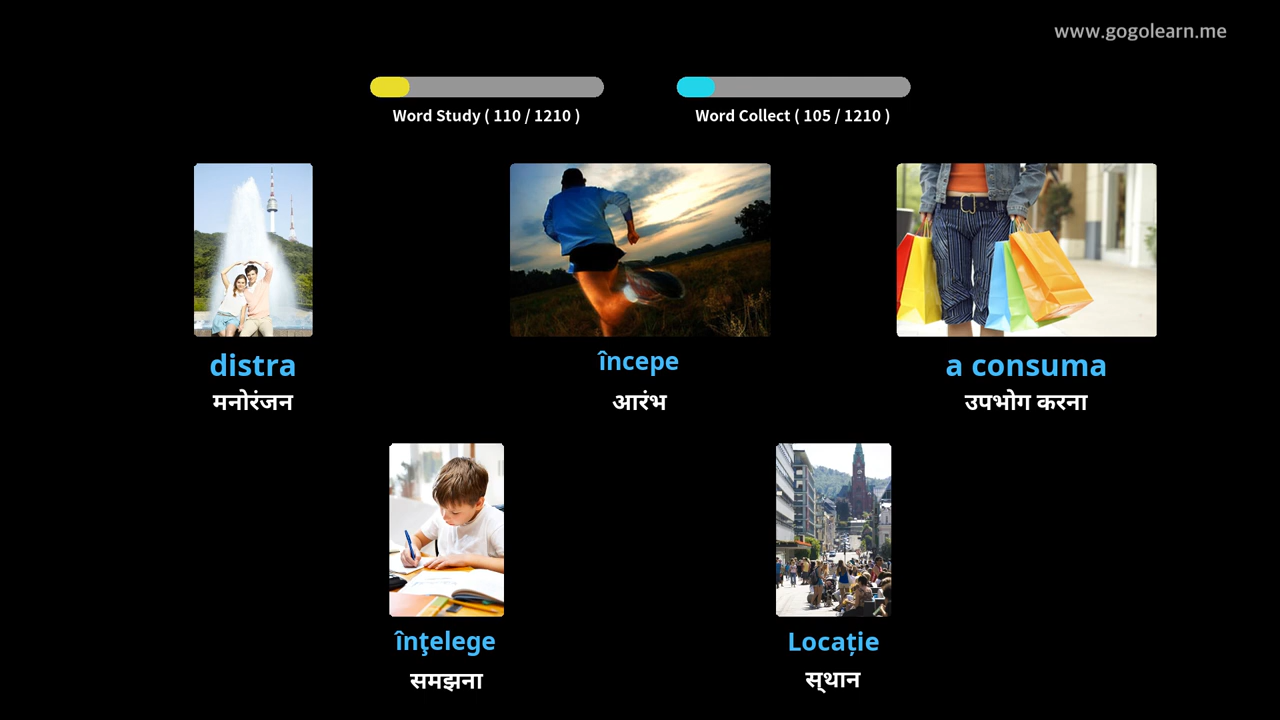 www.gogolearn.me
Word Study ( 110 / 1210 )
Word Collect ( 105 / 1210 )
distra
मनोरंजन
începe
आरंभ
a consuma
उपभोग करना
înţelege
समझना
Locație
स्थान